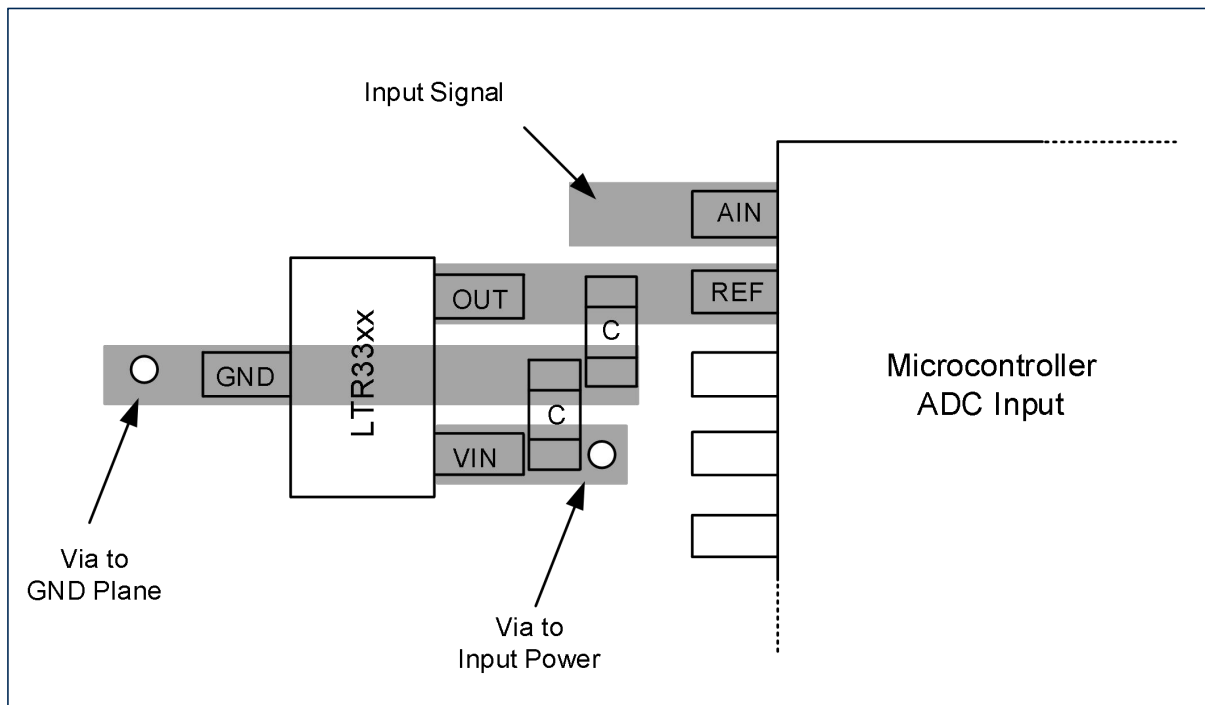 Input Signal
AIN
OUT
REF
C
GND
LTR33xx
Microcontroller
ADC Input
C
VIN
Via to
GND Plane
Via to
Input Power